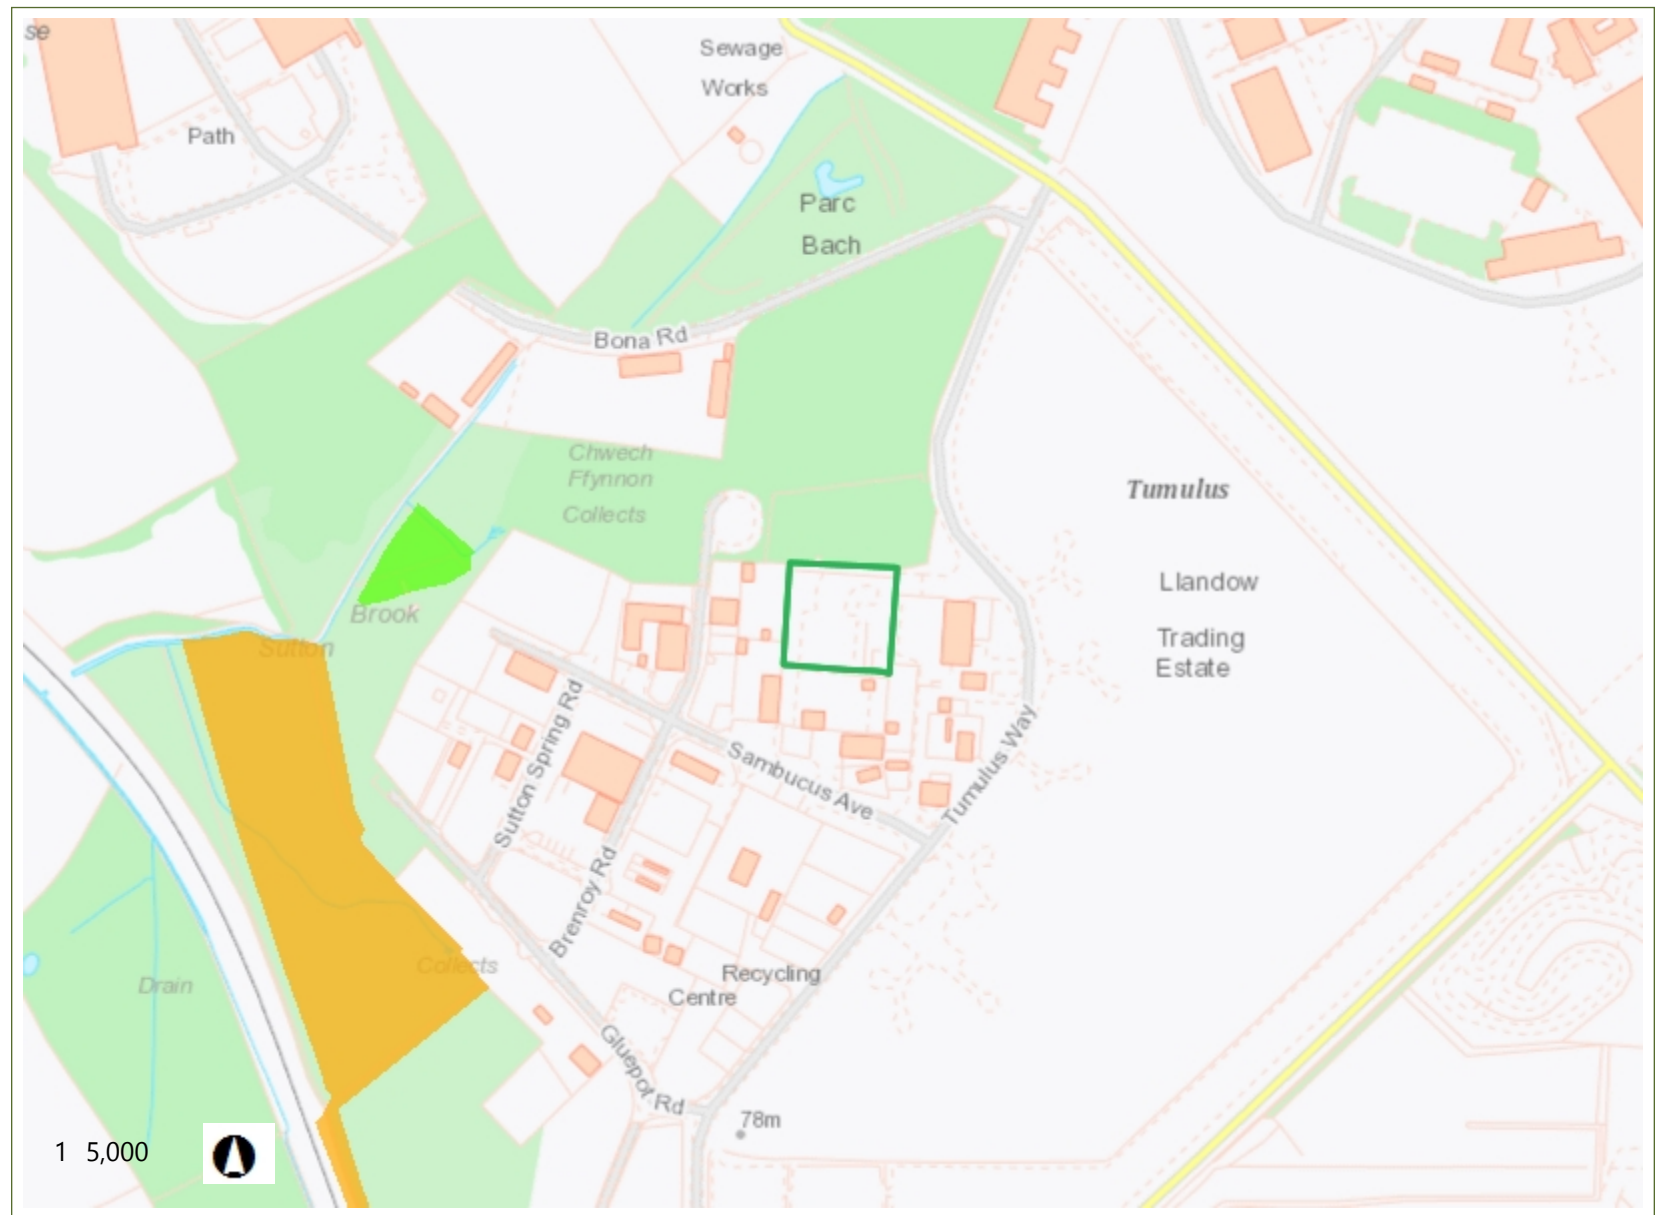 se
Sewage
Works
Path
Parc
Bach
Bona Rd
Chwech
Ffynnon
Collects
Tumulus
Llandow
Trading
Estate
Brook
Sutton
Sutton Spring Rd
Sambucus Ave
Tumulus Way
Brenroy Rd
Collects
Drain
Recycling
Centre
Gluepot Rd
78m
1 5,000